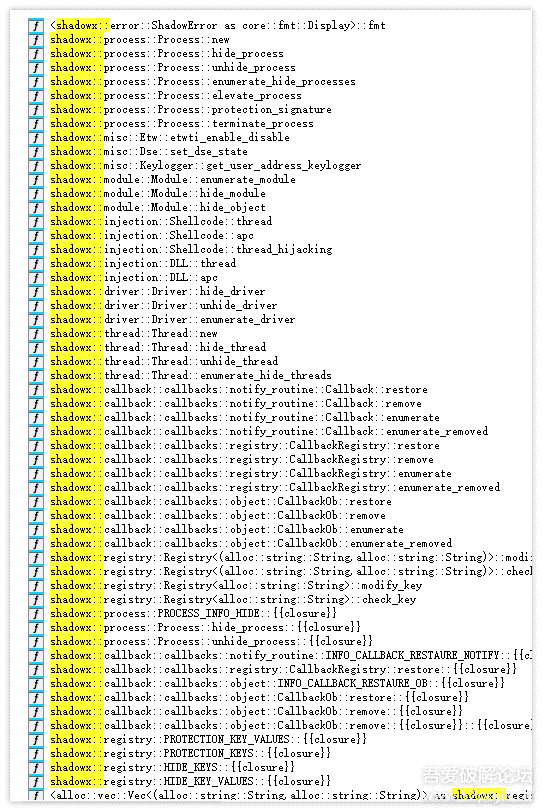 f <shadowx::error::ShadowError as core::fmt::Display>::fmt
f shadowx::process::Process::new
f shadowx::process::Process::hide_process
f shadowx::process::Process::unhide_process
f shadowx::process::Process::enumerate_hide_processes
f shadowx::process::Process::elevate_process
f shadowx::process::Process::protection_signature
f shadowx::process::Process::terminate_process
f shadowx::misc::Etw::etwti_enable_disable
f shadowx::misc::Dse::set_dse_state
f shadowx::misc::Keylogger::get_user_address_keylogger
f shadowx::module::Module::enumerate_module
f shadowx::module::Module::hide_module
f shadowx::module::Module::hide_object
f shadowx::injection::Shellcode::thread
f shadowx::injection::Shellcode::apc
f shadowx::injection::Shellcode::thread_hijacking
f shadowx::injection::DLL::thread
f shadowx::injection::DLL::apc
f shadowx::driver::Driver::hide_driver
f shadowx::driver::Driver::unhide_driver
f shadowx::driver::Driver::enumerate_driver
f shadowx::thread::Thread::new
f shadowx::thread::Thread::hide_thread
f shadowx::thread::Thread::unhide_thread
f shadowx::thread::Thread::enumerate_hide_threads
f shadowx::callback::callbacks::notify_routine::Callback::restore
f shadowx::callback::callbacks::notify_routine::Callback::remove
f shadowx::callback::callbacks::notify_routine::Callback::enumerate
f shadowx::callback::callbacks::notify_routine::Callback::enumerate_removed
f shadowx::callback::callbacks::registry::CallbackRegistry::restore
f shadowx::callback::callbacks::registry::CallbackRegistry::remove
f shadowx::callback::callbacks::registry::CallbackRegistry::enumerate
f shadowx::callback::callbacks::registry::CallbackRegistry::enumerate_removed
f shadowx::callback::callbacks::object::CallbackOb::restore
f shadowx::callback::callbacks::object::CallbackOb::remove
f shadowx::callback::callbacks::object::CallbackOb::enumerate
f shadowx::callback::callbacks::object::CallbackOb::enumerate_removed
f shadowx::registry::Registry<(alloc::string::String,alloc::string::String)>::modi
f shadowx::registry::Registry<(alloc::string::String,alloc::string::String)>::chec
f shadowx::registry::Registry<alloc::string::String>::modify_key
f shadowx::registry::Registry<alloc::string::String>::check_key
f shadowx::process::PROCESS_INFO_HIDE::{{closure}}
f shadowx::process::Process::hide_process::{{closure}}
f shadowx::process::Process::unhide_process::{{closure}}
f shadowx::callback::callbacks::notify_routine::INFO_CALLBACK_RESTAURE_NOTIFY::{{cl
f shadowx::callback::callbacks::registry::CallbackRegistry::restore::{{closure}}
f shadowx::callback::callbacks::object::INFO_CALLBACK_RESTAURE_OB::{{closure}}
f shadowx::callback::callbacks::object::CallbackOb::restore::{{closure}}
f shadowx::callback::callbacks::object::CallbackOb::remove::{{closure}}
f shadowx::callback::callbacks::object::CallbackOb::remove::{{closure}}::{{closure
f shadowx::registry::PROTECTION_KEY_VALUES::{{closure}}
f shadowx::registry::PROTECTION_KEYS::{{closure}}
f shadowx::registry::HIDE_KEYS::{{closure}}
f shadowx::registry::HIDE_KEY_VALUES::{{closure}}
f <alloc::vec::Vec<(alloc::string::String,alloc::string::String)> as shadowx::regis
吾爱破解论坛